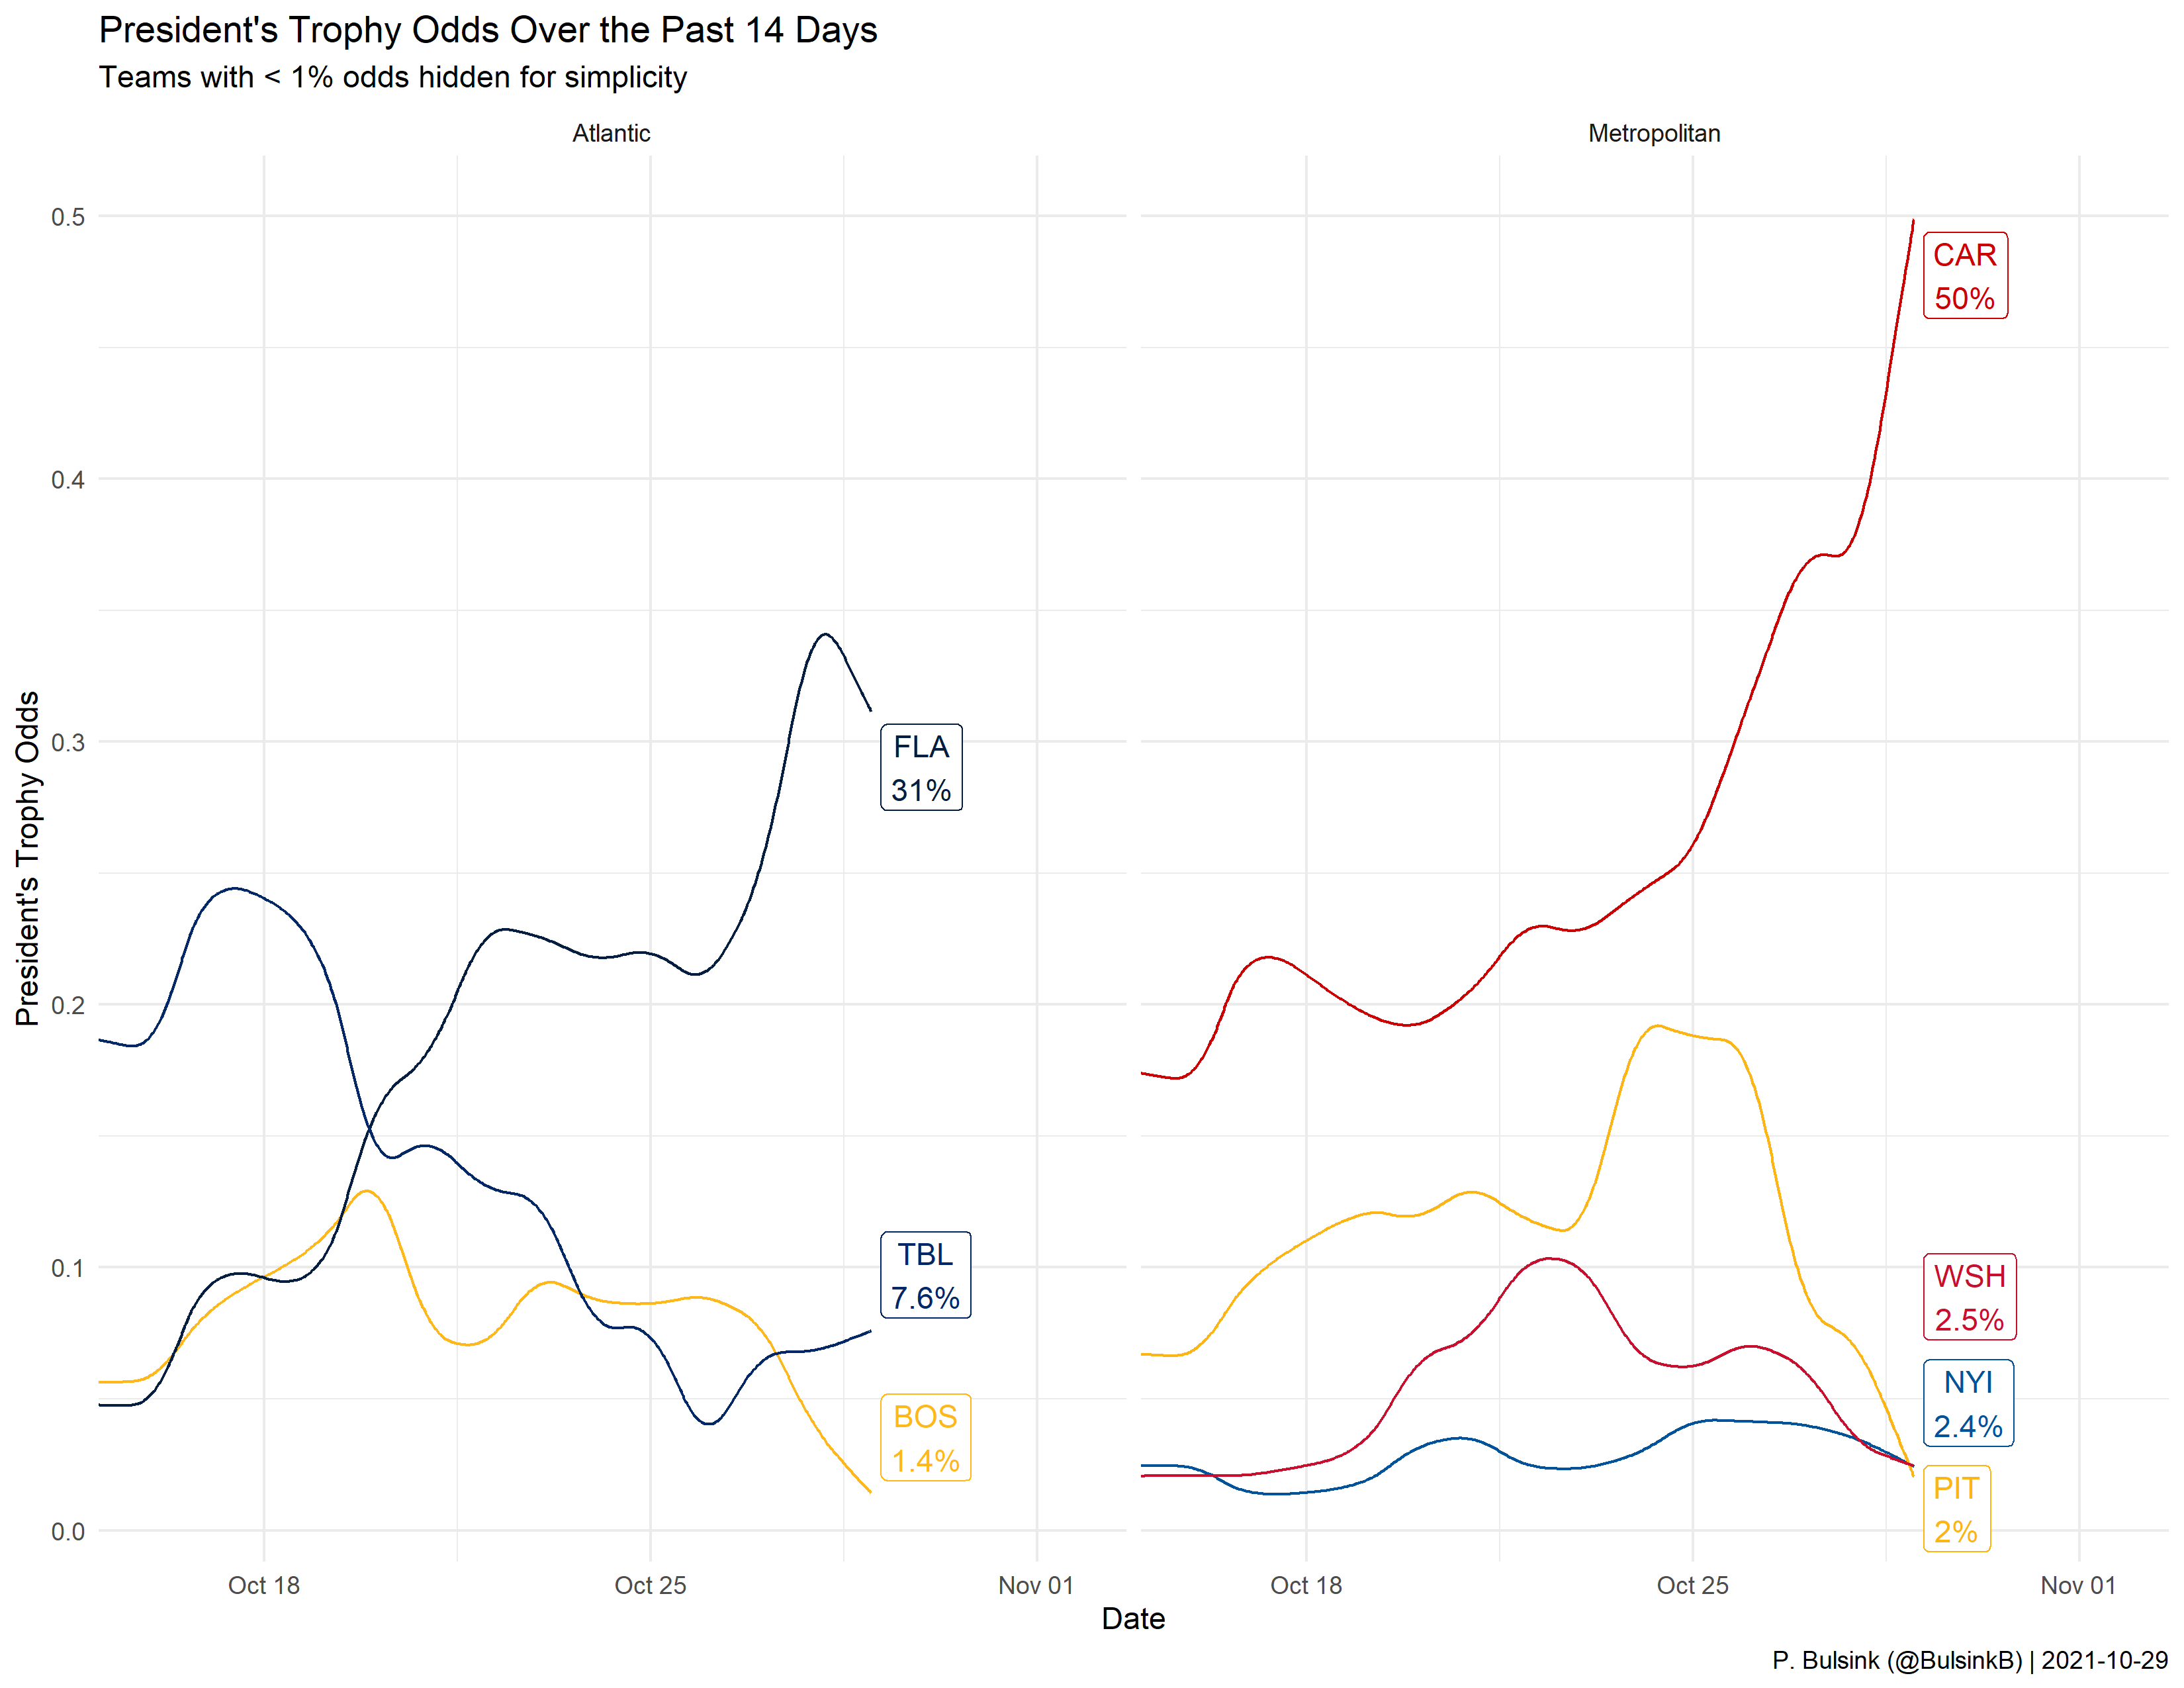 President's Trophy Odds Over the Past 14 Days
Teams with < 1% odds hidden for simplicity
Atlantic
Metropolitan
President's Trophy Odds
0.5
0.4
0.3
0.2
0.1
0.0
FLA
31%
TBL
7.6%
BOS
1.4%
CAR
50%
WSH
2.5%
NYI
2.4%
PIT
2%
Oct 18
Oct 25
Nov 01
Oct 18
Oct 25
Nov 01
Date
P. Bulsink (@BulsinkB) | 2021-10-29